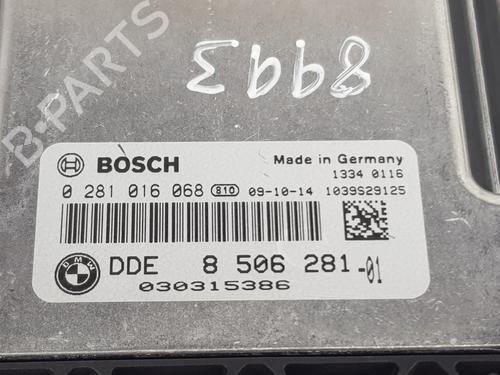 B-PARTS
8993
BOSCH
Made in Germany
1334 0116
0 281 016 068 810 09-10-14 1039S29125
BMW
DDE 8 506 281-01
030315386